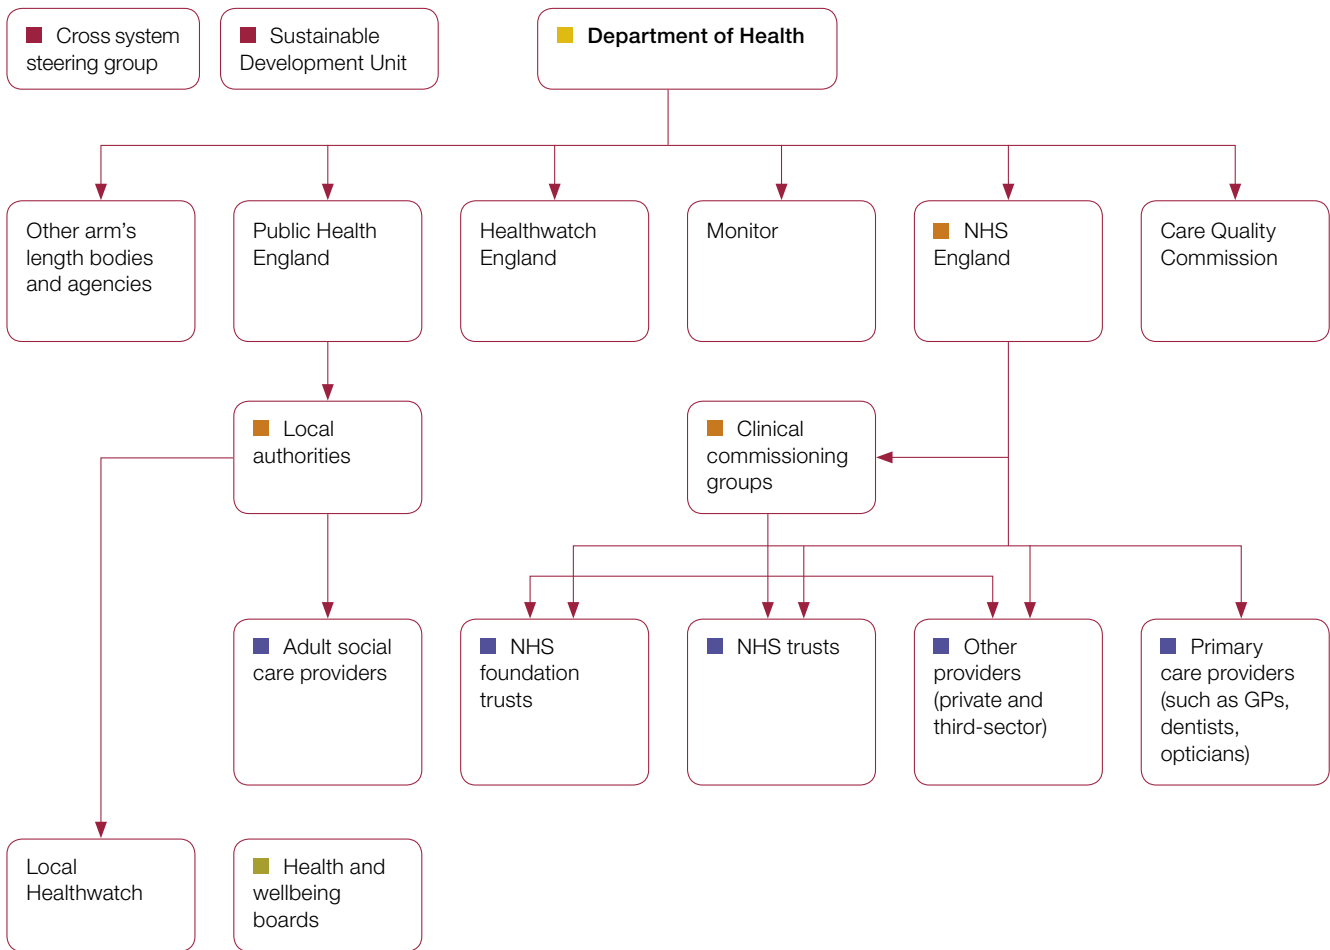 Cross system
steering group
Sustainable
Development Unit
Department of Health
Other arm's
length bodies
and agencies
Public Health
England
Healthwatch
England
Monitor
NHS
England
Care Quality
Commission
Local
authorities
Clinical
commissioning
groups
Adult social
care providers
NHS
foundation
trusts
NHS trusts
Other
providers
(private and
third-sector)
Primary
care providers
(such as GPs,
dentists,
opticians)
Local
Healthwatch
Health and
wellbeing
boards